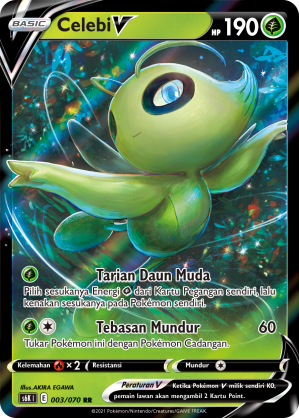 BASIC Celebi V HP 190
Tarian Daun Muda
Pilih sesukanya Energi dari Kartu Pegangan sendiri, lalu
kenakan sesukanya pada Pokémon sendiri.
Tebasan Mundur 60
Tukar Pokémon ini dengan Pokémon Cadangan.
Kelemahan ×2 Resistansi Mundur
Illus. AKIRA EGAWA
s6K I E 003/070 RR
Peraturan V Ketika Pokémon V milik sendiri KO,
pemain lawan akan mengambil 2 Kartu Point.
©2021 Pokémon/Nintendo/Creatures/GAME FREAK.